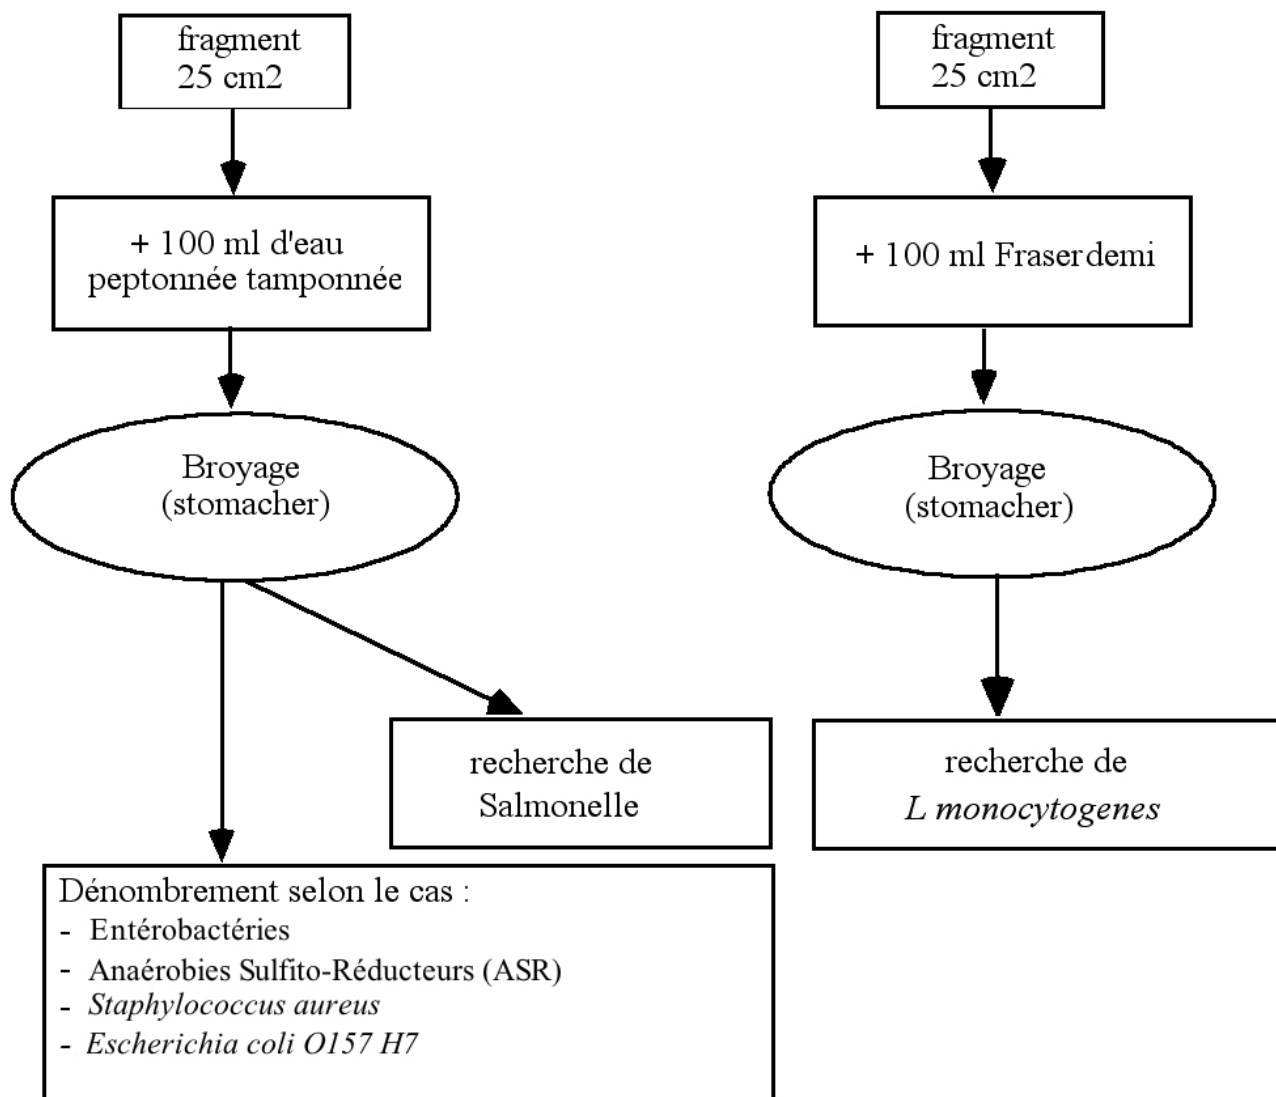 fragment
25 cm2
+ 100 ml d'eau
peptonnée tamponnée
Broyage
(stomacher)
recherche de
Salmonelle
Dénombrement selon le cas :
- Entérobactéries
- Anaérobies Sulfito-Réducteurs (ASR)
- Staphylococcus aureus
- Escherichia coli O157 H7
fragment
25 cm2
+ 100 ml Fraser demi
Broyage
(stomacher)
recherche de
L monocytogenes